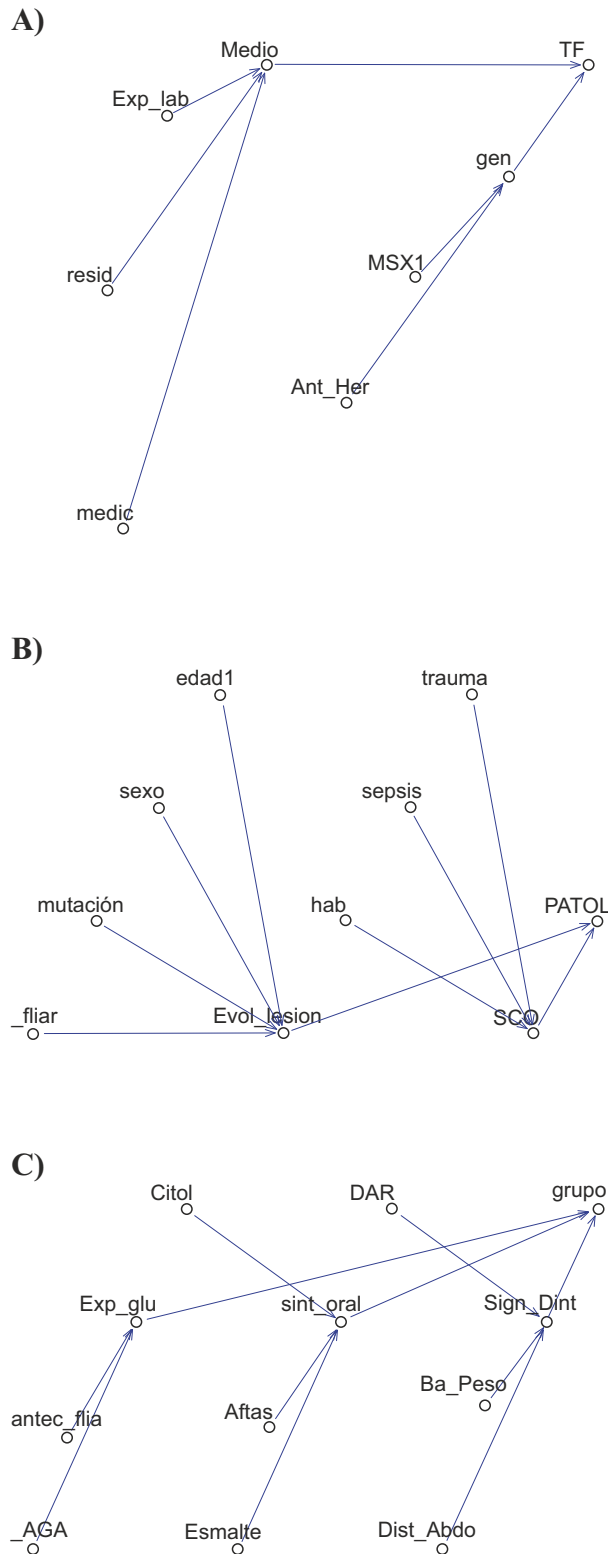 A)
Medio TF
Exp_lab
gen
MSX1
resid
Ant_Her
medic
B)
edad1 trauma
sexo sepsis
mutación hab PATOL
_fliar Evol_lesion SCO
C)
Citol DAR grupo
Exp_glu sint_oral Sign_Dint
Ba_Peso
antec_flia Aftas
_AGA Esmalte Dist_Abdo